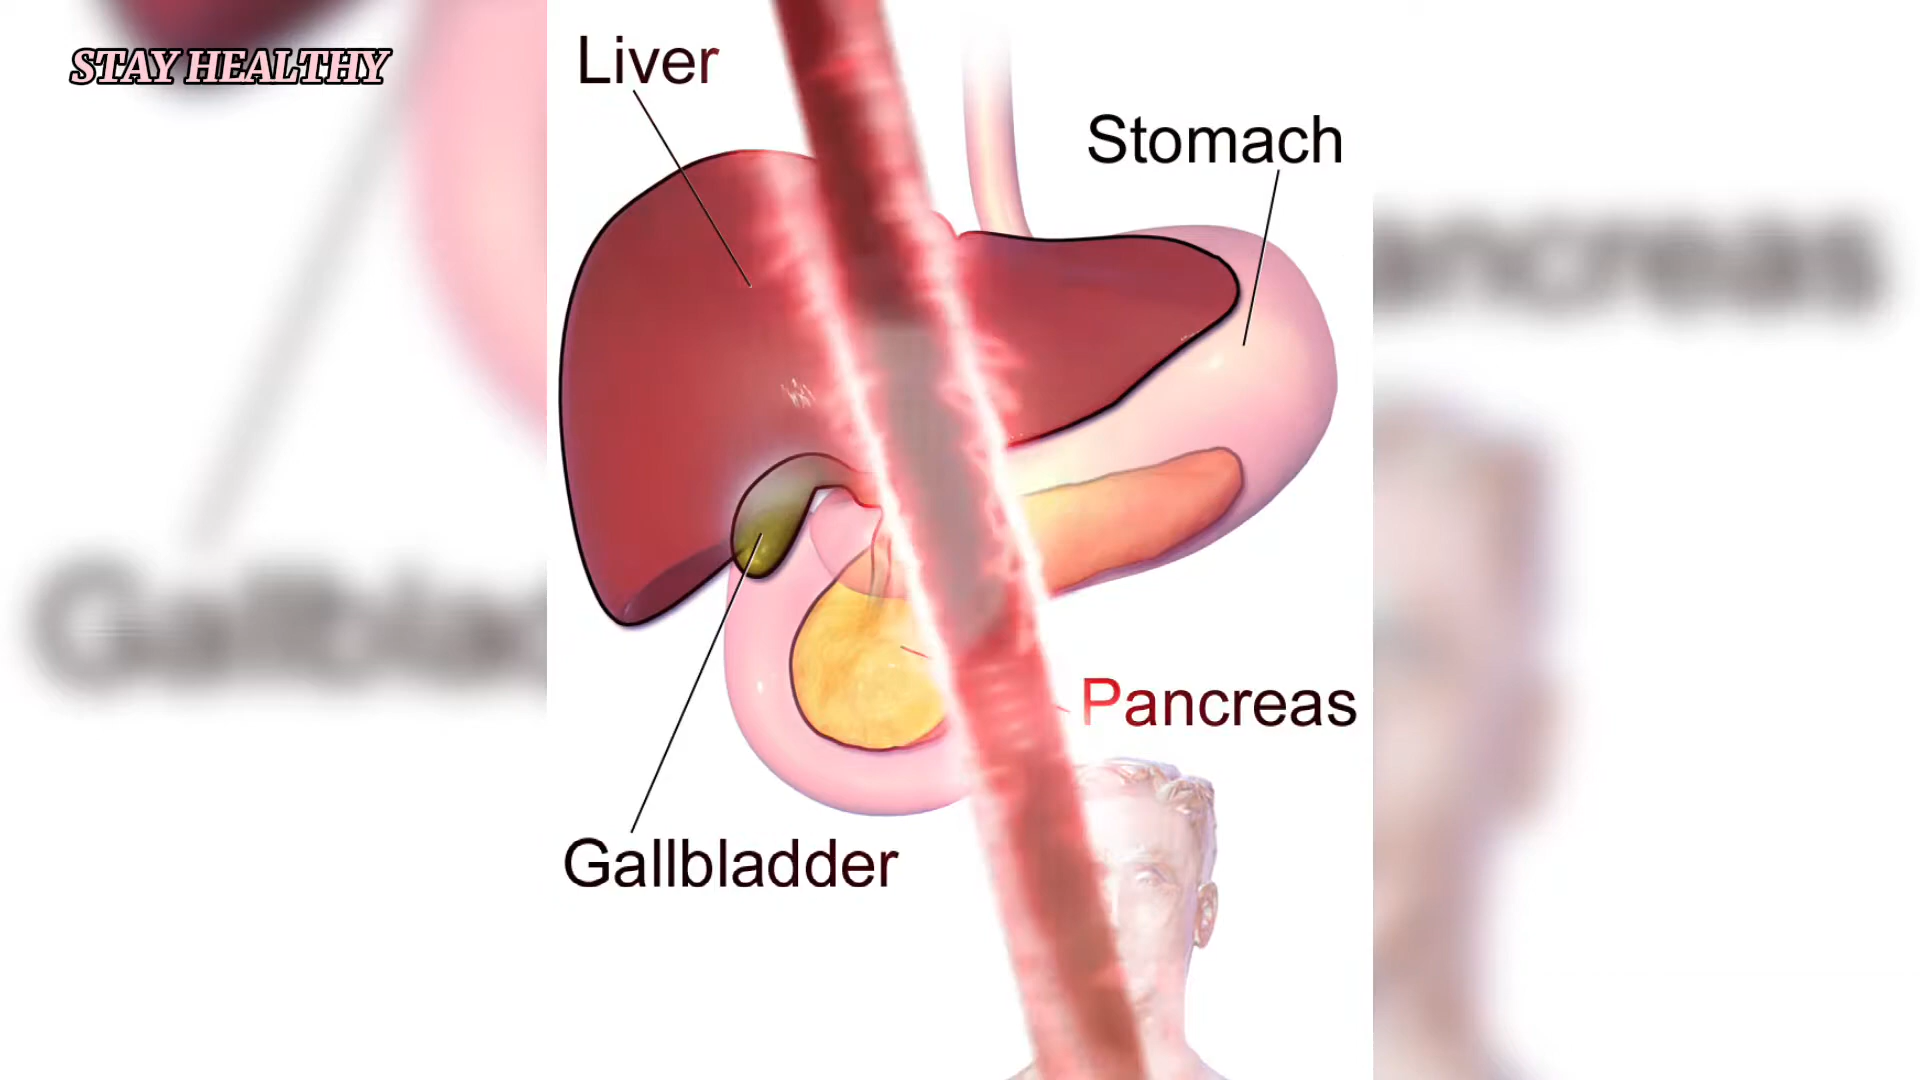 STAY HEALTHY
Liver
Stomach
Pancreas
Gallbladder